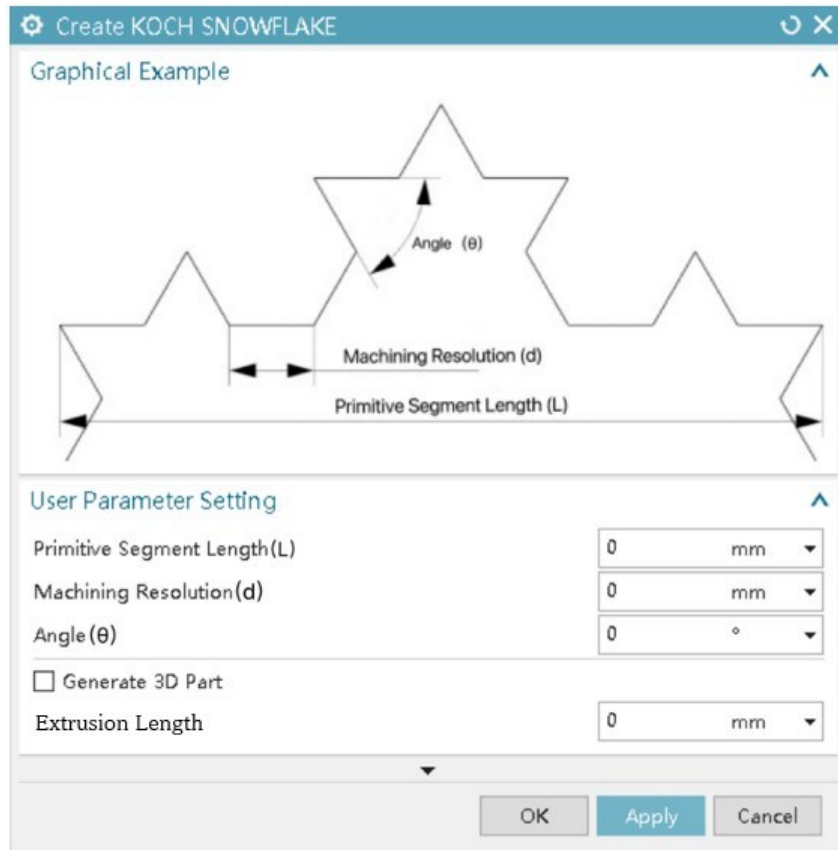 Create KOCH SNOWFLAKE
Graphical Example
Angle (θ)
Machining Resolution (d)
Primitive Segment Length (L)
User Parameter Setting
Primitive Segment Length(L) 0 mm
Machining Resolution(d) 0 mm
Angle(θ) 0 °
Generate 3D Part
Extrusion Length 0 mm
OK Apply Cancel